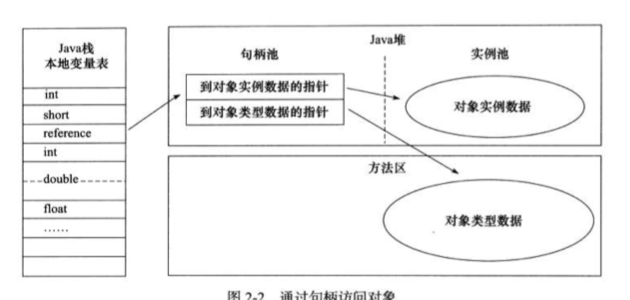 Java栈
本地变量表
int
short
reference
int
double
float
……
Java堆
句柄池
实例池
到对象实例数据的指针
到对象类型数据的指针
对象实例数据
方法区
对象类型数据
图 2-2 通过句柄访问对象